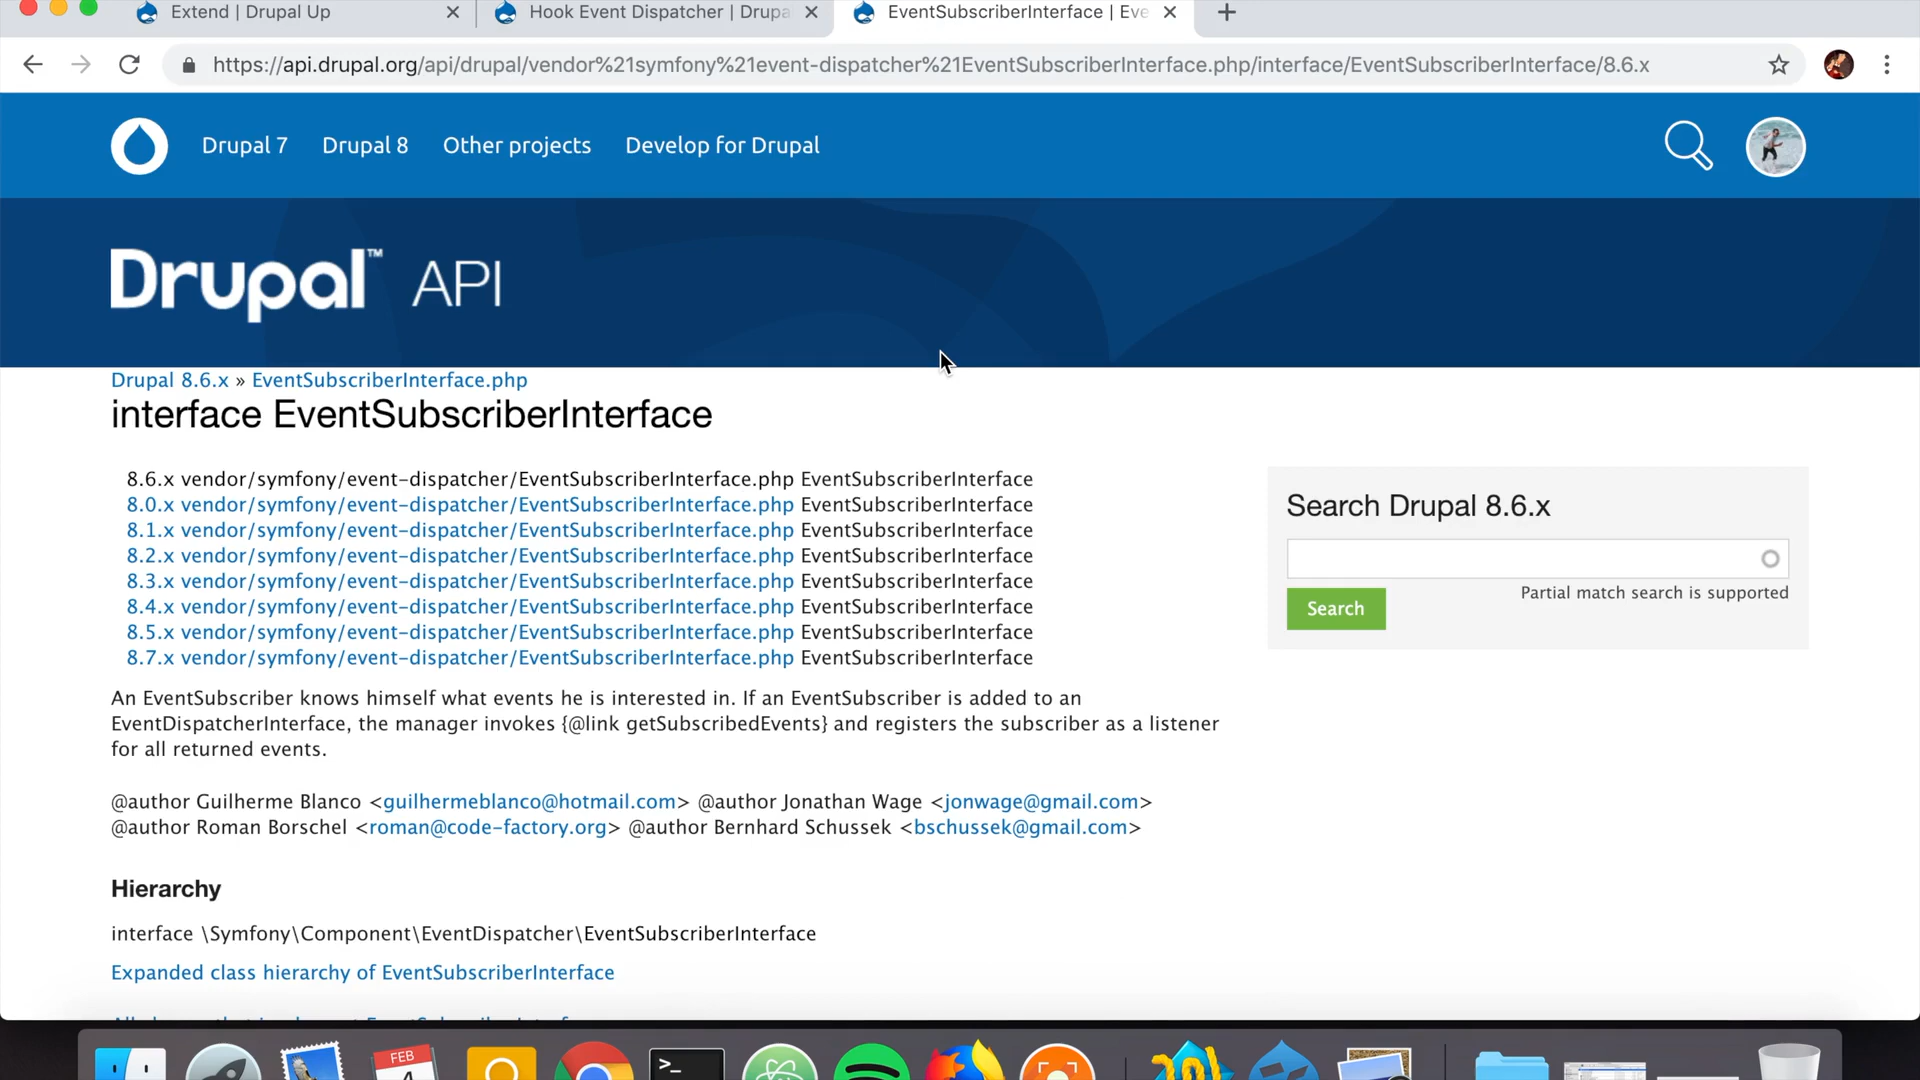 Extend | Drupal Up
Hook Event Dispatcher | Drupa
EventSubscriberInterface | Eve
https://api.drupal.org/api/drupal/vendor%21symfony%21event-dispatcher%21EventSubscriberInterface.php/interface/EventSubscriberInterface/8.6.x
Drupal 7 Drupal 8 Other projects Develop for Drupal
Drupal™ API
Drupal 8.6.x » EventSubscriberInterface.php
interface EventSubscriberInterface
8.6.x vendor/symfony/event-dispatcher/EventSubscriberInterface.php EventSubscriberInterface
8.0.x vendor/symfony/event-dispatcher/EventSubscriberInterface.php EventSubscriberInterface
8.1.x vendor/symfony/event-dispatcher/EventSubscriberInterface.php EventSubscriberInterface
8.2.x vendor/symfony/event-dispatcher/EventSubscriberInterface.php EventSubscriberInterface
8.3.x vendor/symfony/event-dispatcher/EventSubscriberInterface.php EventSubscriberInterface
8.4.x vendor/symfony/event-dispatcher/EventSubscriberInterface.php EventSubscriberInterface
8.5.x vendor/symfony/event-dispatcher/EventSubscriberInterface.php EventSubscriberInterface
8.7.x vendor/symfony/event-dispatcher/EventSubscriberInterface.php EventSubscriberInterface
Search Drupal 8.6.x
Partial match search is supported
Search
An EventSubscriber knows himself what events he is interested in. If an EventSubscriber is added to an
EventDispatcherInterface, the manager invokes {@link getSubscribedEvents} and registers the subscriber as a listener
for all returned events.
@author Guilherme Blanco <guilhermeblanco@hotmail.com> @author Jonathan Wage <jonwage@gmail.com>
@author Roman Borschel <roman@code-factory.org> @author Bernhard Schussek <bschussek@gmail.com>
Hierarchy
interface \Symfony\Component\EventDispatcher\EventSubscriberInterface
Expanded class hierarchy of EventSubscriberInterface
FEB